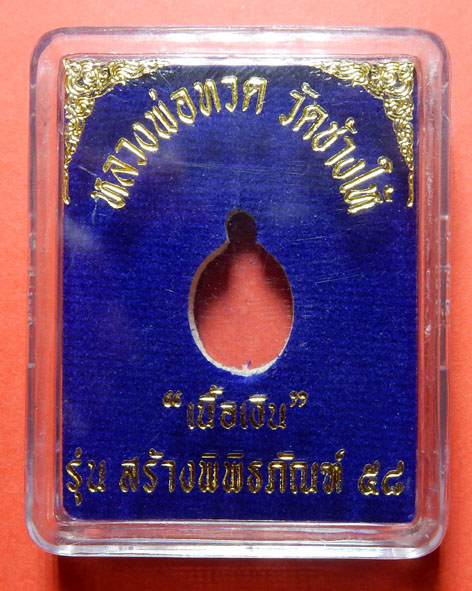 หลวงพ่อทวด วัดช้างให้
“เนื้อเงิน”
รุ่น สร้างพิพิธภัณฑ์ ๕๘